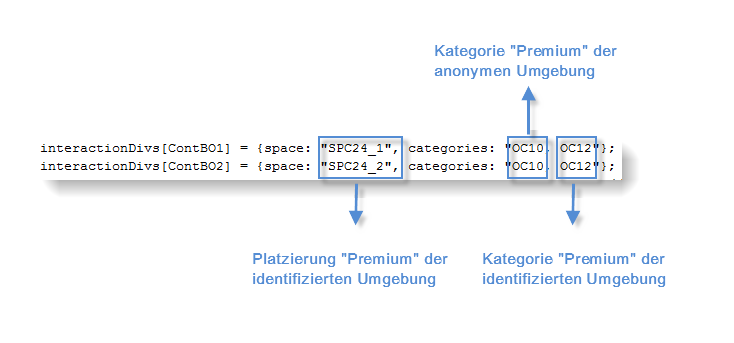 Kategorie "Premium" der
anonymen Umgebung
interactionDivs[ContBO1] = {space: "SPC24_1", categories: "OC10, OC12"};
interactionDivs[ContBO2] = {space: "SPC24_2", categories: "OC10, OC12"};
Platzierung "Premium" der
identifizierten Umgebung
Kategorie "Premium" der
identifizierten Umgebung